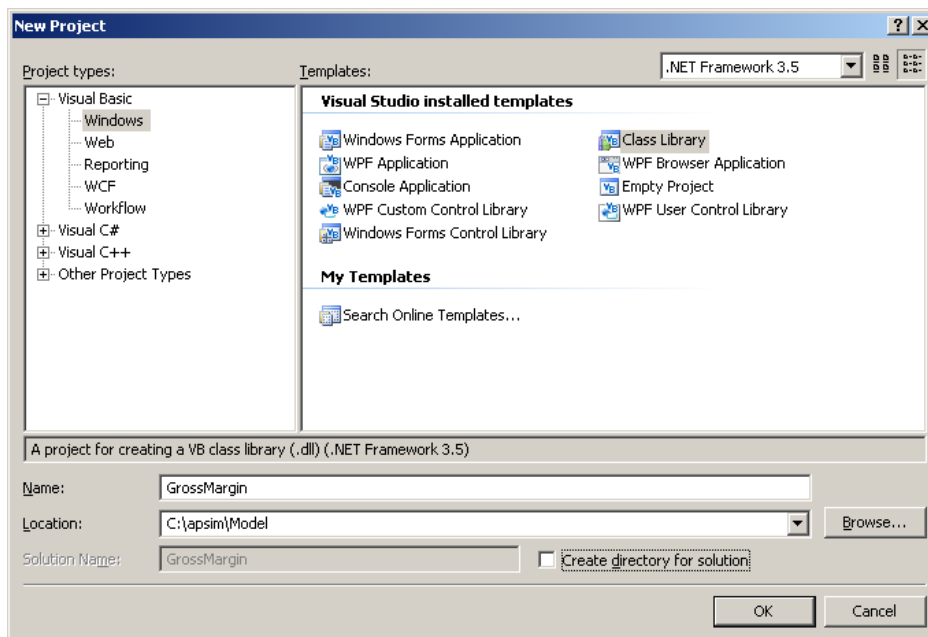 New Project
Project types:
Templates:
.NET Framework 3.5
Visual Basic
Windows
Web
Reporting
WCF
Workflow
Visual C#
Visual C++
Other Project Types
Visual Studio installed templates
Windows Forms Application
Class Library
WPF Application
WPF Browser Application
Console Application
Empty Project
WPF Custom Control Library
WPF User Control Library
Windows Forms Control Library
My Templates
Search Online Templates...
A project for creating a VB class library (.dll) (.NET Framework 3.5)
Name:
GrossMargin
Location:
C:\apsim\Model
Browse...
Solution Name:
GrossMargin
Create directory for solution
OK
Cancel